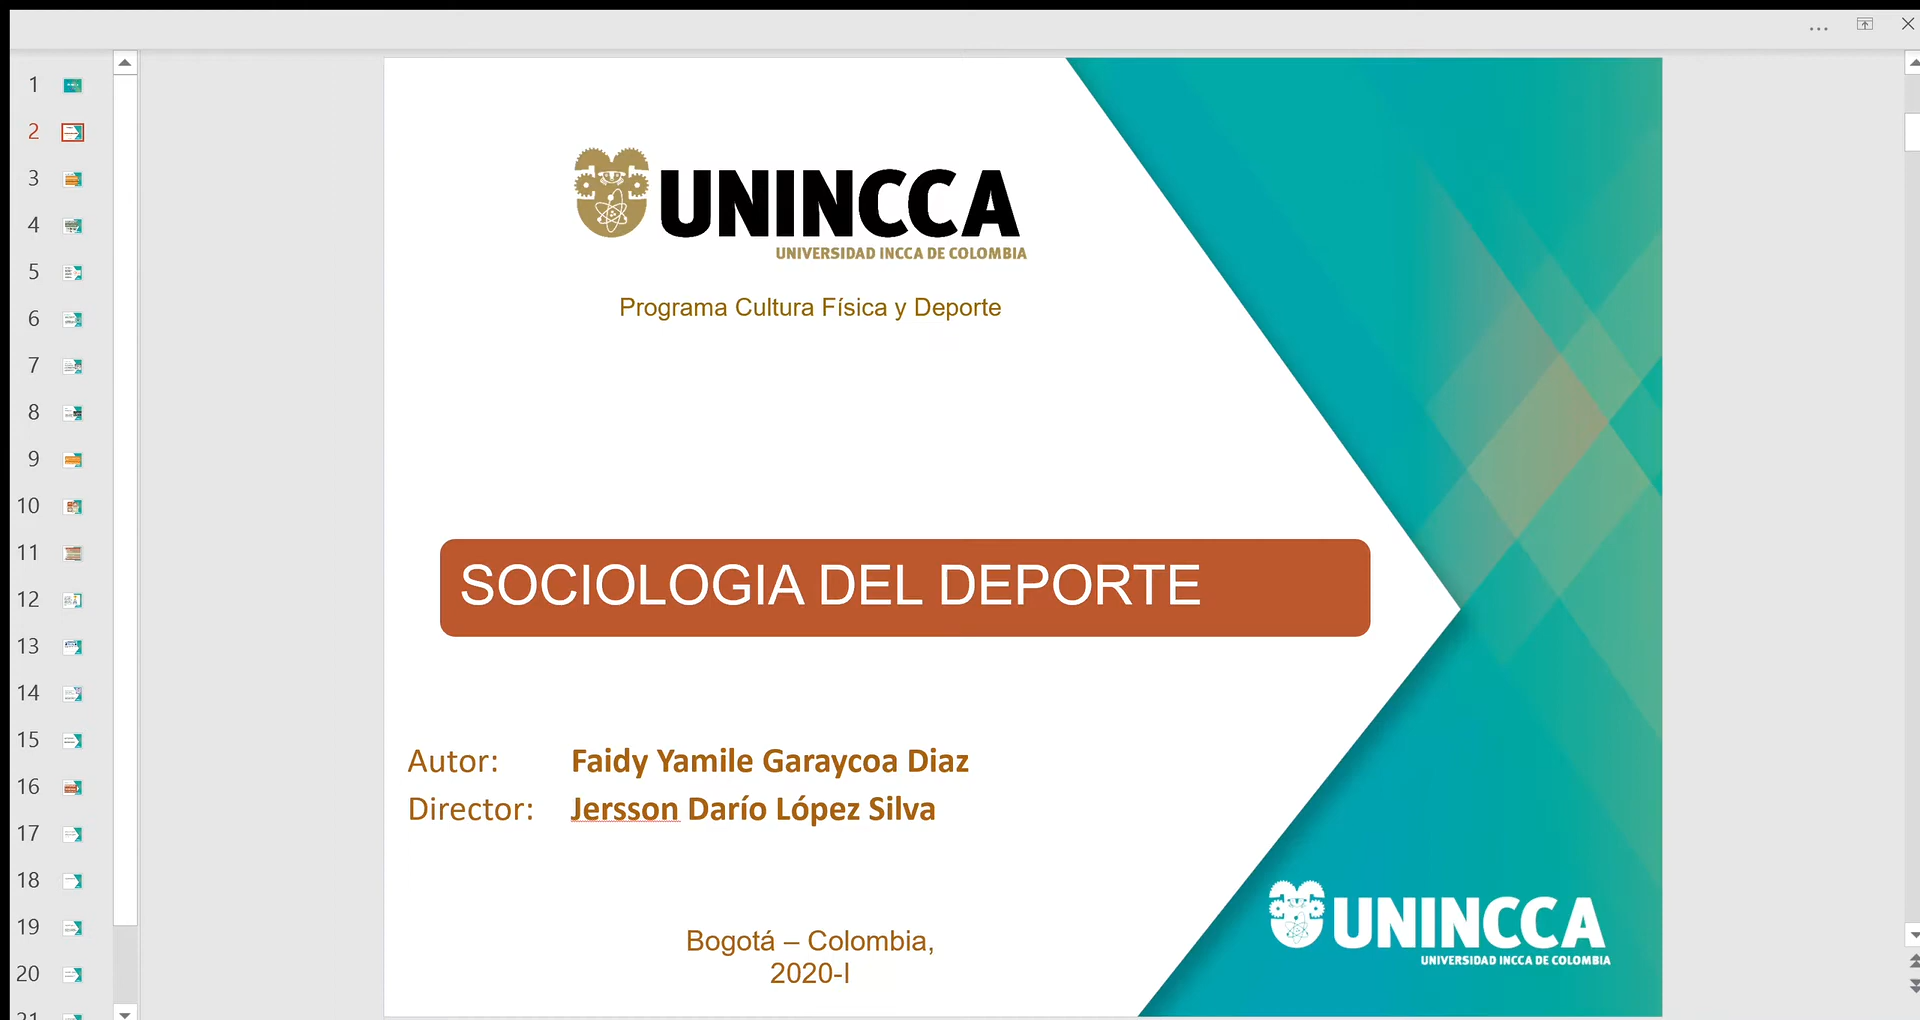 1
2
3
4
5
6
7
8
9
10
11
12
13
14
15
16
17
18
19
20
21
UNINCCA
UNIVERSIDAD INCCA DE COLOMBIA
Programa Cultura Física y Deporte
SOCIOLOGIA DEL DEPORTE
Autor: Faidy Yamile Garaycoa Diaz
Director: Jersson Darío López Silva
Bogotá – Colombia,
2020-I
UNINCCA
UNIVERSIDAD INCCA DE COLOMBIA